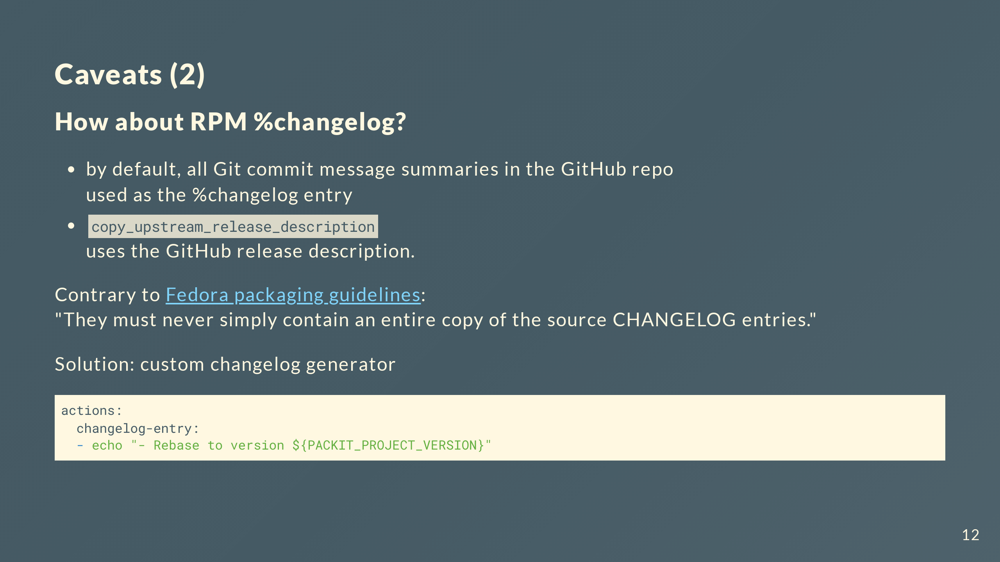 Caveats (2)
How about RPM %changelog?
• by default, all Git commit message summaries in the GitHub repo
used as the %changelog entry
• copy_upstream_release_description
uses the GitHub release description.
Contrary to Fedora packaging guidelines:
"They must never simply contain an entire copy of the source CHANGELOG entries."
Solution: custom changelog generator
actions:
  changelog-entry:
  - echo "- Rebase to version ${PACKIT_PROJECT_VERSION}"
12